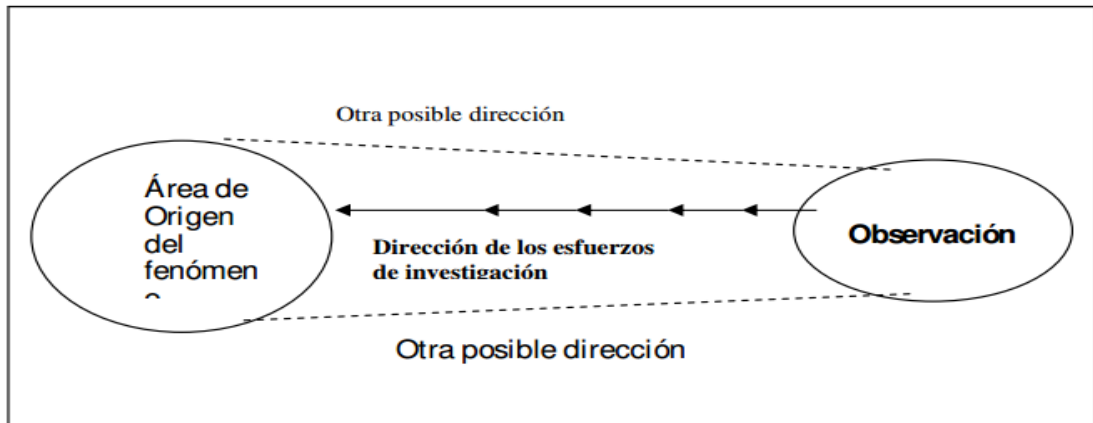 Otra posible dirección
Área de
Origen
del
fenómen
Observación
Dirección de los esfuerzos
de investigación
Otra posible dirección